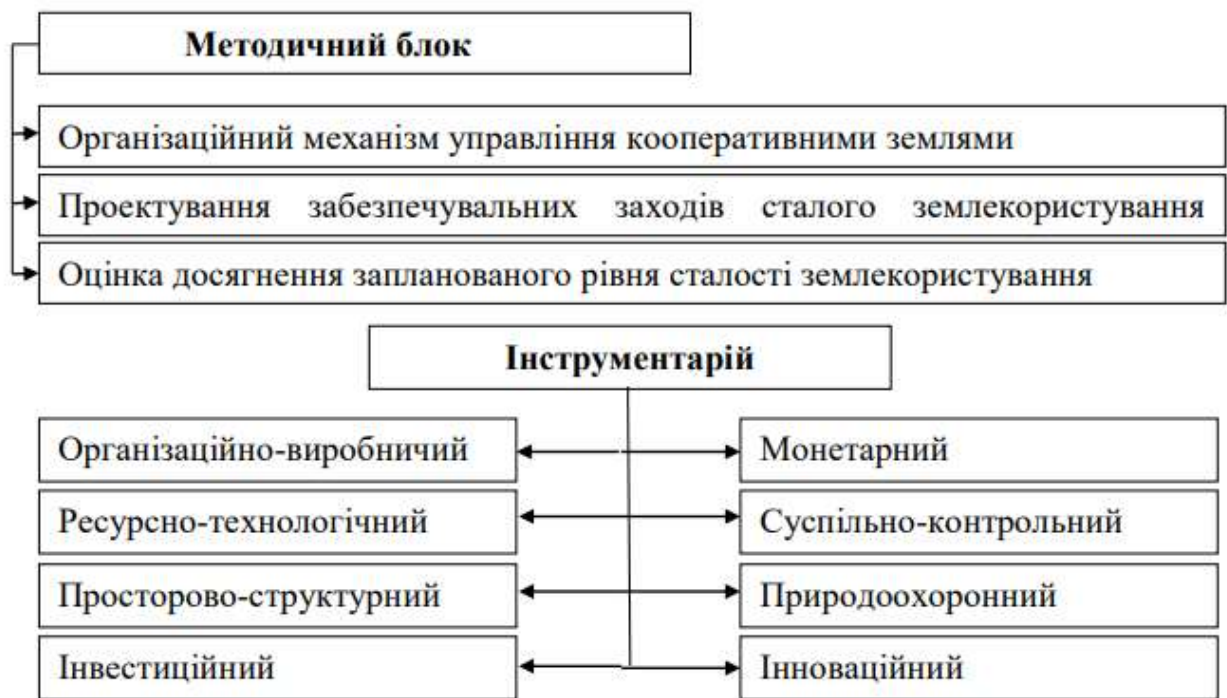 Методичний блок
Організаційний механізм управління кооперативними землями
Проектування забезпечувальних заходів сталого землекористування
Оцінка досягнення запланованого рівня сталості землекористування
Інструментарій
Організаційно-виробничий
Монетарний
Ресурсно-технологічний
Суспільно-контрольний
Просторово-структурний
Природоохоронний
Інвестиційний
Інноваційний